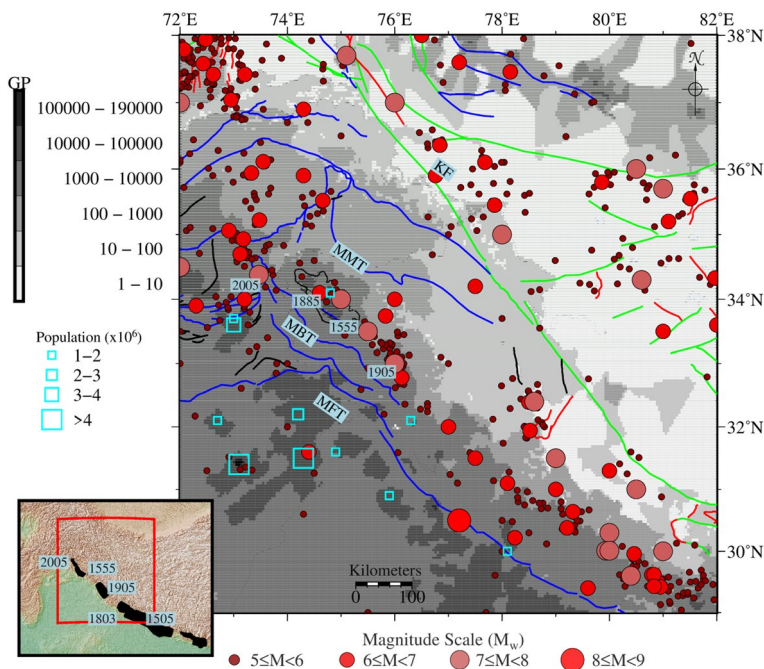 72°E 74°E 76°E 78°E 80°E 82°E
38°N
36°N
34°N
32°N
30°N
N
GP
100000 – 190000
10000 – 100000
1000 – 10000
100 – 1000
10 – 100
1 – 10
Population (x10⁶)
1–2
2–3
3–4
>4
KF
MMT
2005
1885
1555
MBT
1905
MFT
Kilometers
0 100
2005
1555
1905
1803
1505
Magnitude Scale (Mw)
5≤M<6 6≤M<7 7≤M<8 8≤M<9